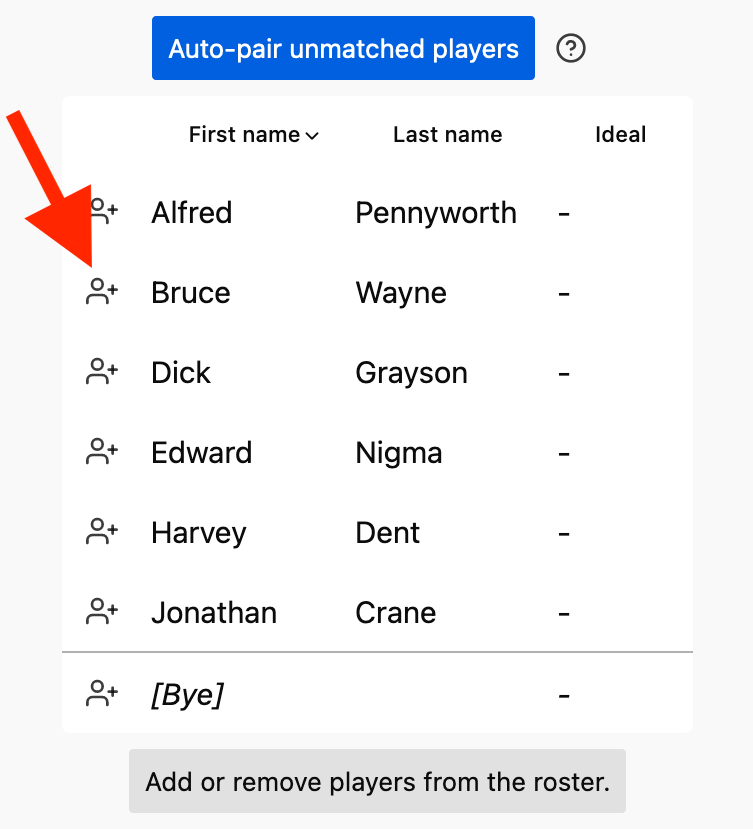 Auto-pair unmatched players ?
First name Last name Ideal
Alfred Pennyworth -
Bruce Wayne -
Dick Grayson -
Edward Nigma -
Harvey Dent -
Jonathan Crane -
[Bye] -
Add or remove players from the roster.